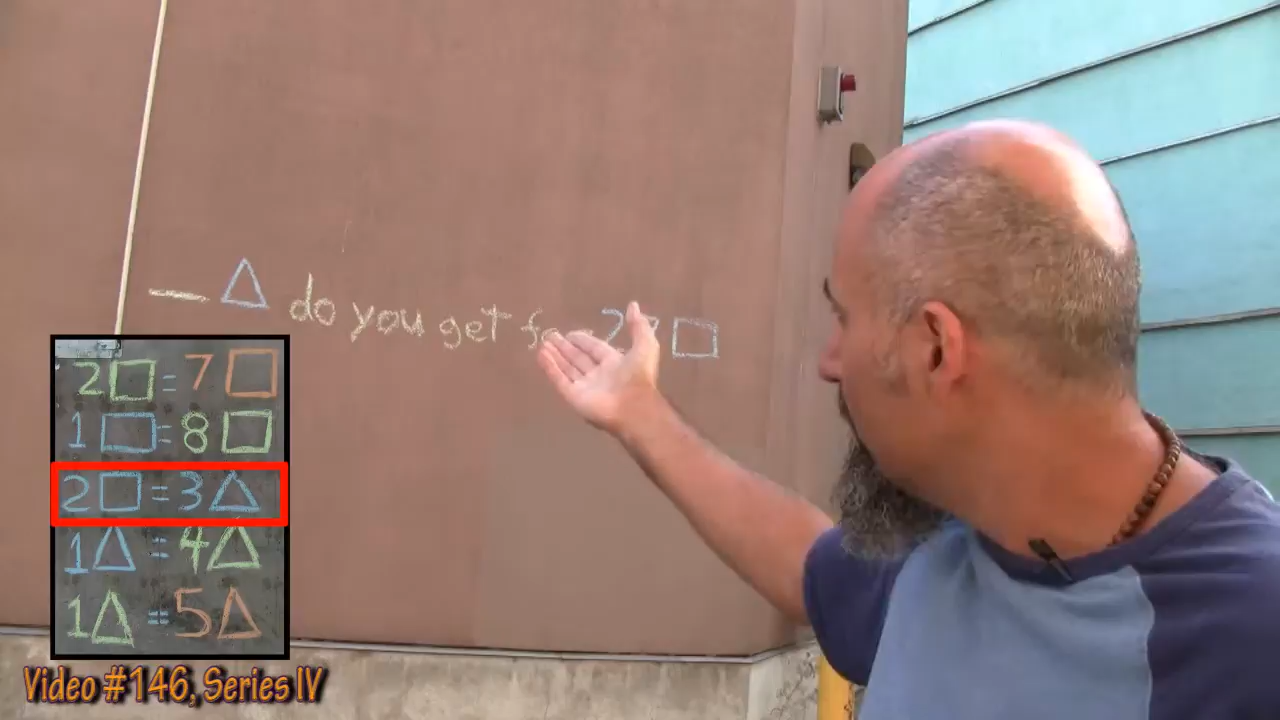 — △ do you get
□
2□ = 7□
1□ = 8□
2□ = 3△
1△ = 4△
1△ = 5△
Video #146, Series IV